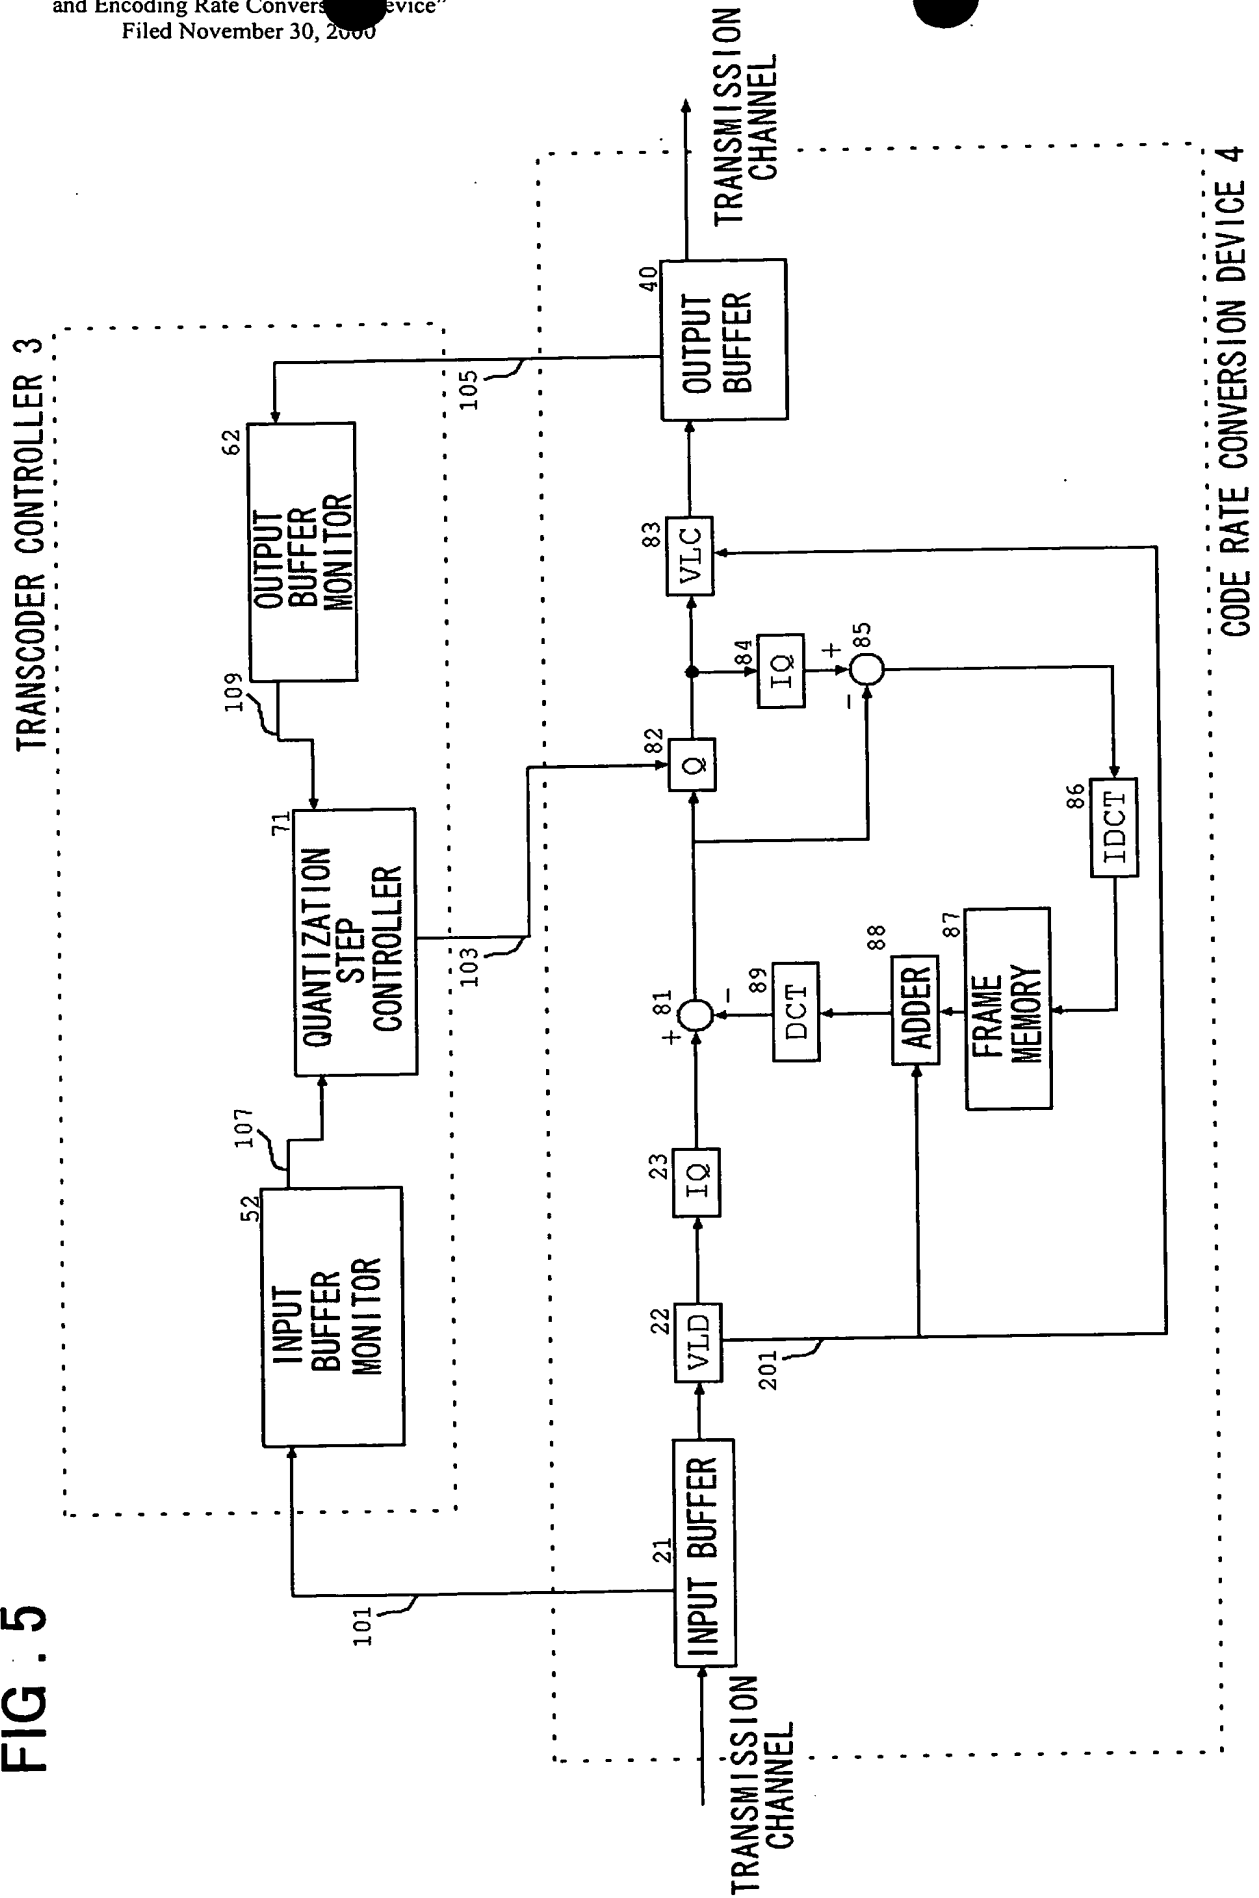 and Encoding Rate Convers
evice"
Filed November 30, 2000
FIG. 5
TRANSCODER CONTROLLER 3
52
INPUT
BUFFER
MONITOR
107
71
QUANTIZATION
STEP
CONTROLLER
109
62
OUTPUT
BUFFER
MONITOR
101
103
105
TRANSMISSION
CHANNEL
21
INPUT BUFFER
22
VLD
201
23
IQ
+
81
-
89
DCT
88
ADDER
87
FRAME
MEMORY
82
Q
84
IQ
+
85
-
86
IDCT
83
VLC
40
OUTPUT
BUFFER
TRANSMISSION
CHANNEL
CODE RATE CONVERSION DEVICE 4